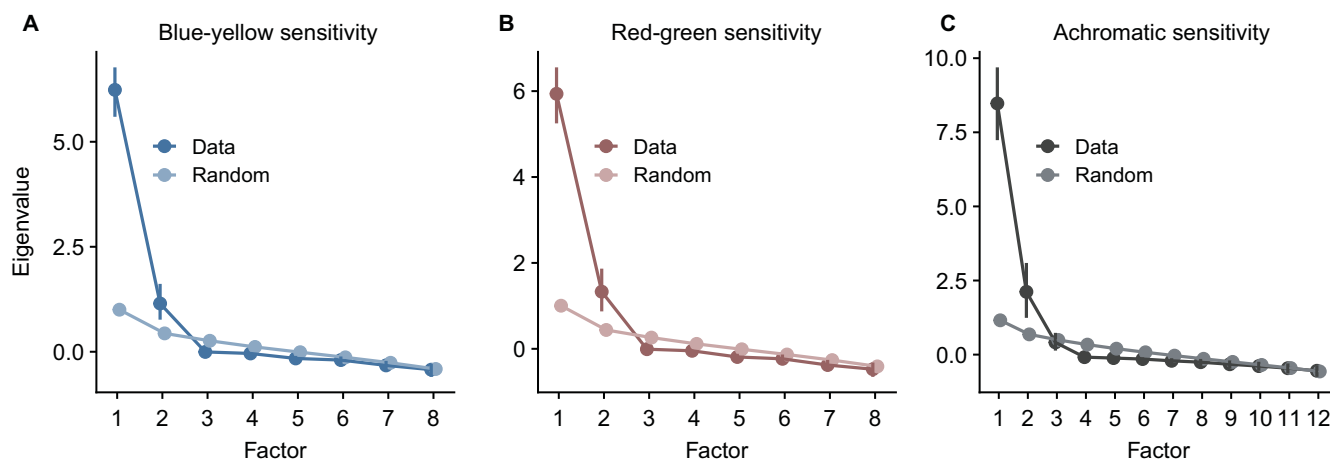 A
Blue-yellow sensitivity
Eigenvalue
5.0
2.5
0.0
Data
Random
1 2 3 4 5 6 7 8
Factor
B
Red-green sensitivity
6
4
2
0
Data
Random
1 2 3 4 5 6 7 8
Factor
C
Achromatic sensitivity
10.0
7.5
5.0
2.5
0.0
Data
Random
1 2 3 4 5 6 7 8 9 10 11 12
Factor